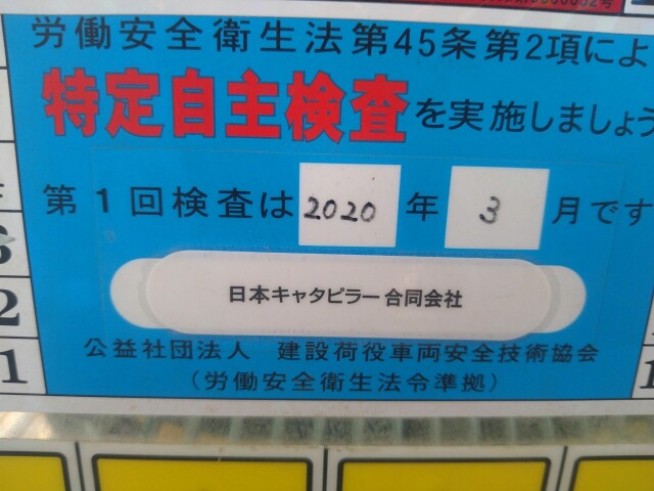 労働安全衛生法第45条第2項によ
特定自主検査を実施しましょう
第1回検査は 2020 年 3 月です
日本キャタピラー合同会社
公益社団法人 建設荷役車両安全技術協会
(労働安全衛生法令準拠)
2
1